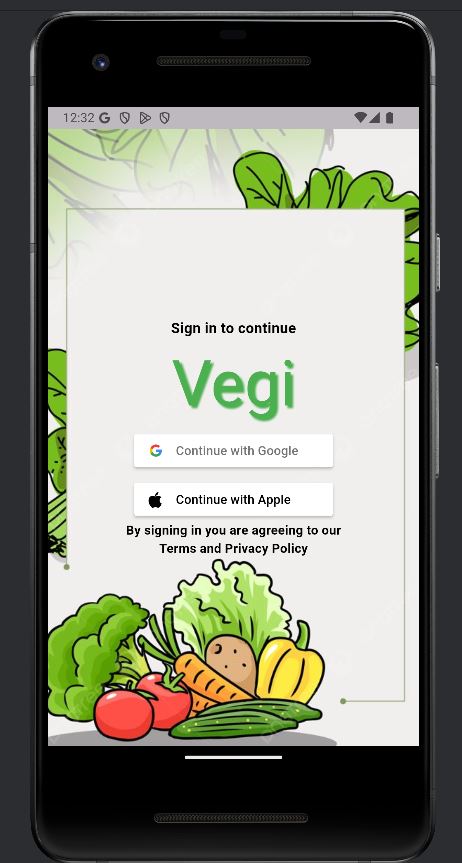 12:32
Sign in to continue
Vegi
Continue with Google
Continue with Apple
By signing in you are agreeing to our
Terms and Privacy Policy